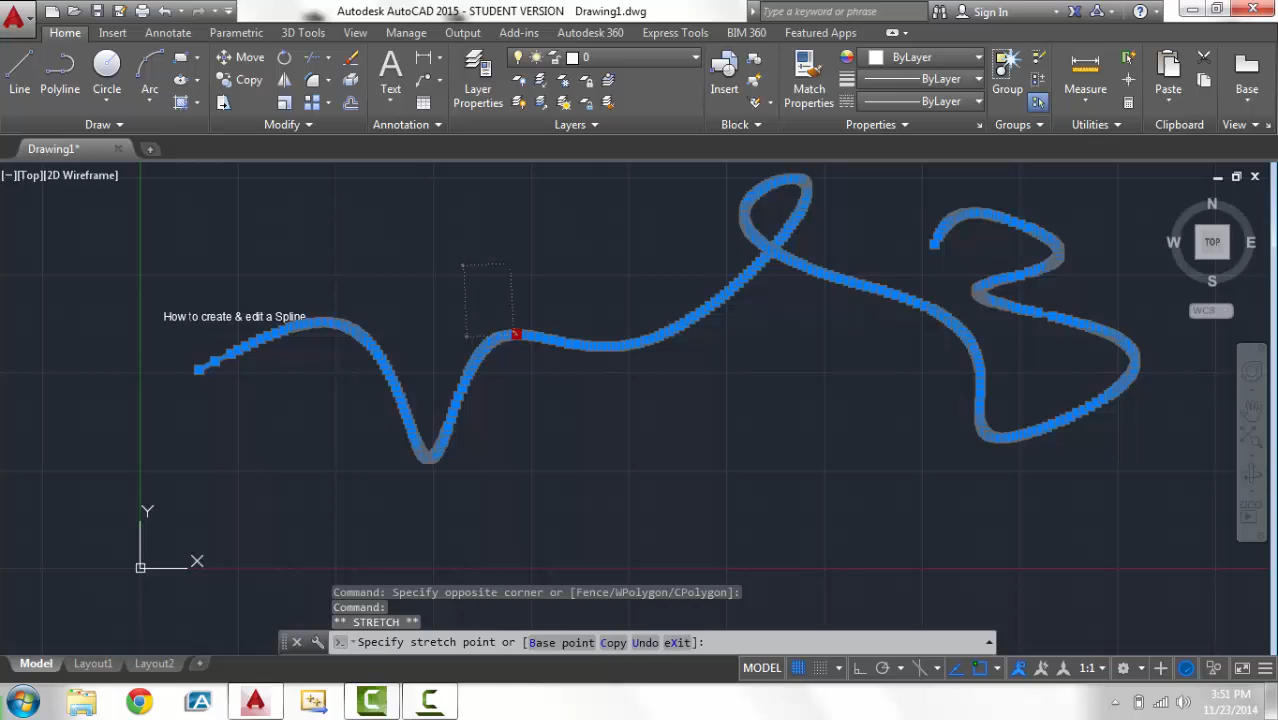 Autodesk AutoCAD 2015 - STUDENT VERSION Drawing1.dwg
Type a keyword or phrase
Sign In
Home Insert Annotate Parametric 3D Tools View Manage Output Add-ins Autodesk 360 Express Tools BIM 360 Featured Apps
Line Polyline Circle Arc
Move
Copy
Text
Layer Properties
0
Insert
Match Properties
ByLayer
ByLayer
ByLayer
Group
Measure
Paste
Base
Draw Modify Annotation Layers Block Properties Groups Utilities Clipboard View
Drawing1*
[−][Top][2D Wireframe]
N
W TOP E
S
WCS
How to create & edit a Spline
Y
X
Command: Specify opposite corner or [Fence/WPolygon/CPolygon]:
Command:
** STRETCH **
Specify stretch point or [Base point Copy Undo eXit]:
Model Layout1 Layout2
MODEL
1:1
3:51 PM
11/23/2014